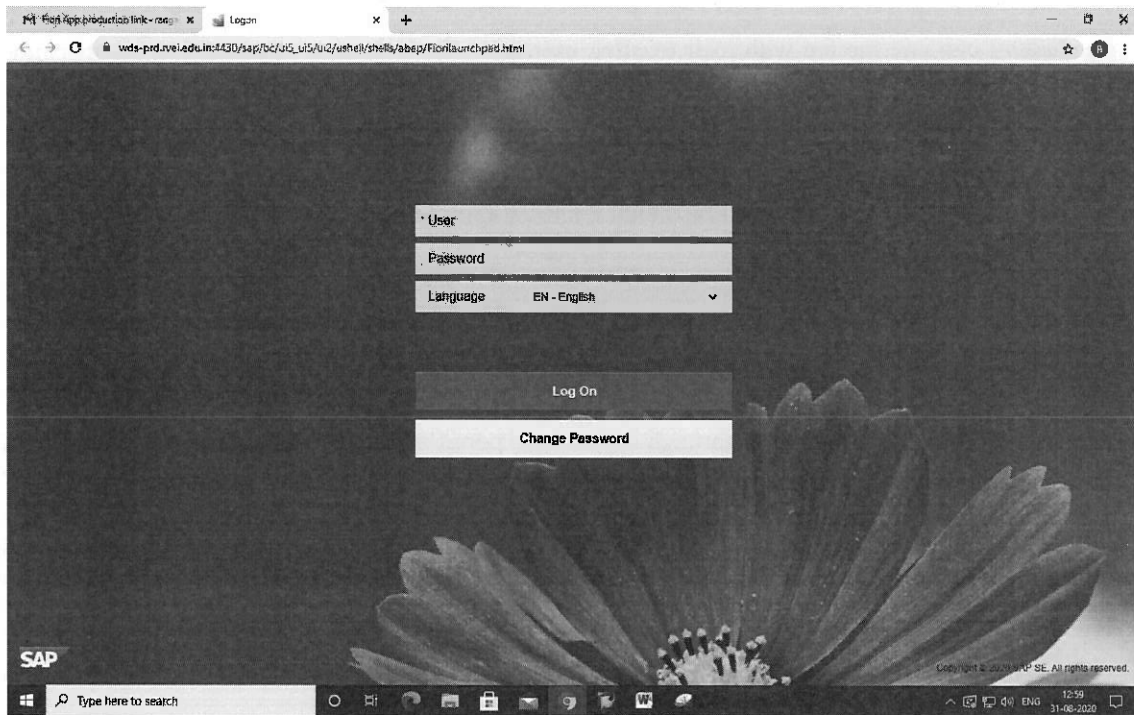 Logon
wds-prd.rvei.edu.in:4430/sap/bc/ui5_ui5/ui2/ushell/shells/abap/Fiorilaunchpad.html
* User
Password
Language EN - English
Log On
Change Password
SAP
Copyright © 2020 SAP SE. All rights reserved.
Type here to search
ENG
12:59
31-08-2020